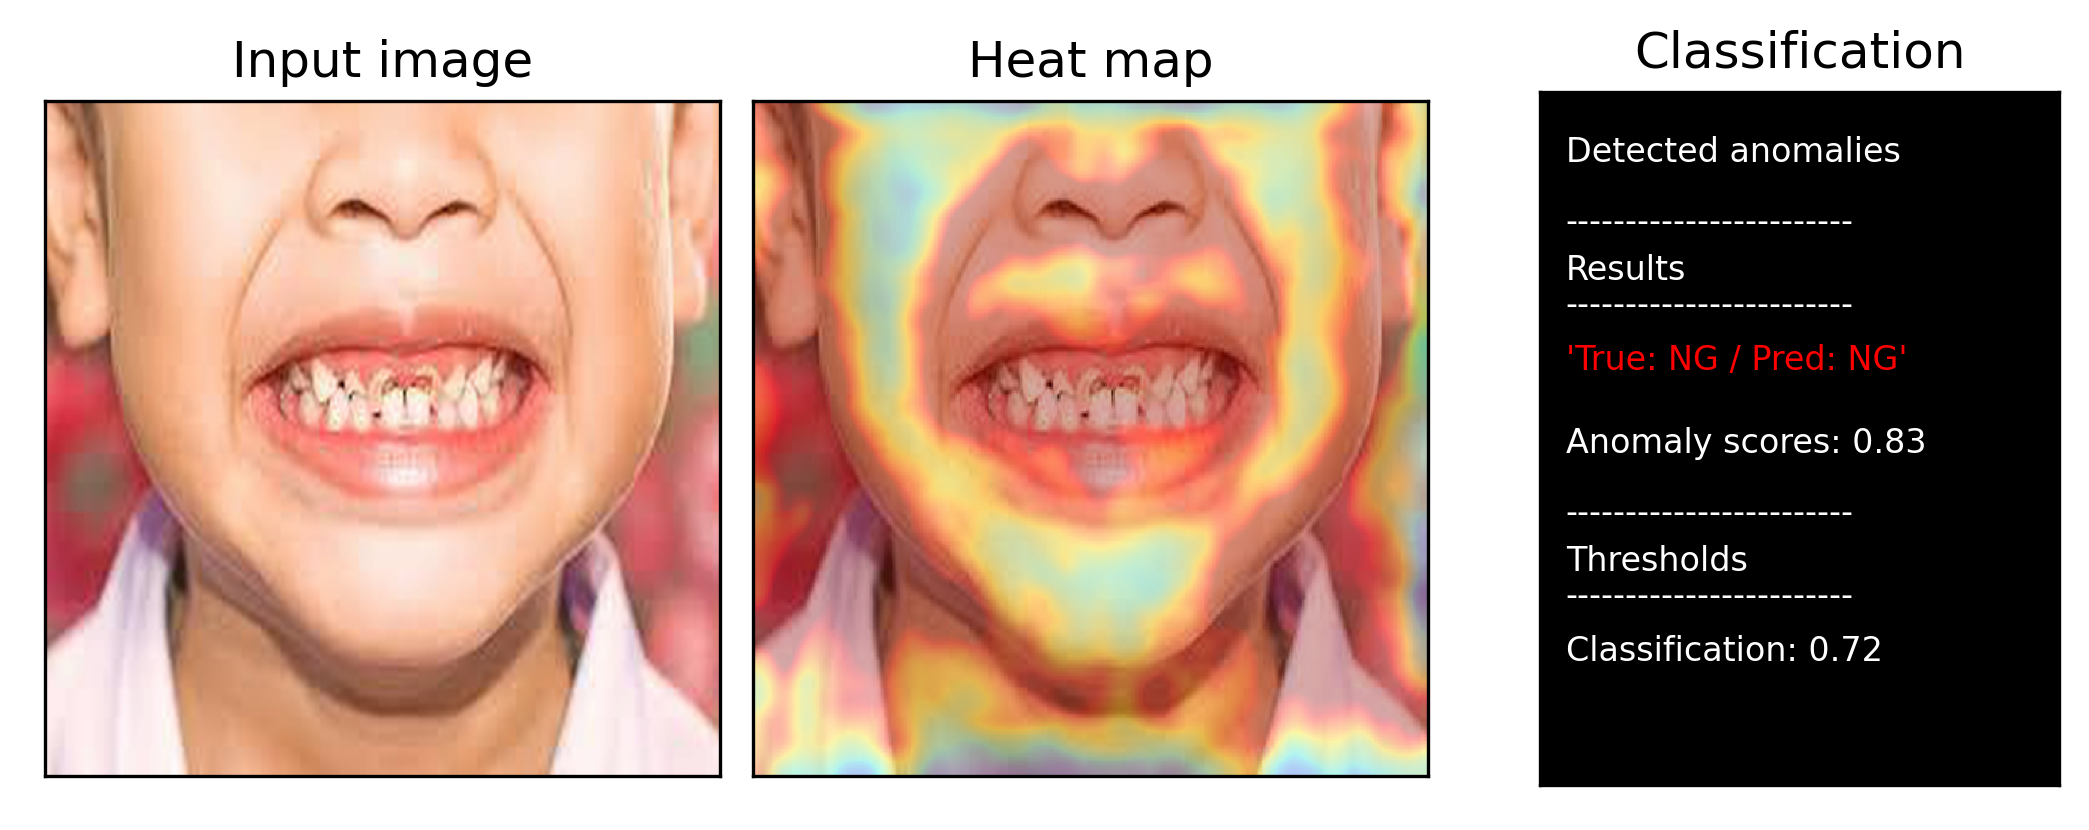 Input image
Heat map
Classification
Detected anomalies
------------------------
Results
------------------------
'True: NG / Pred: NG'
Anomaly scores: 0.83
------------------------
Thresholds
------------------------
Classification: 0.72